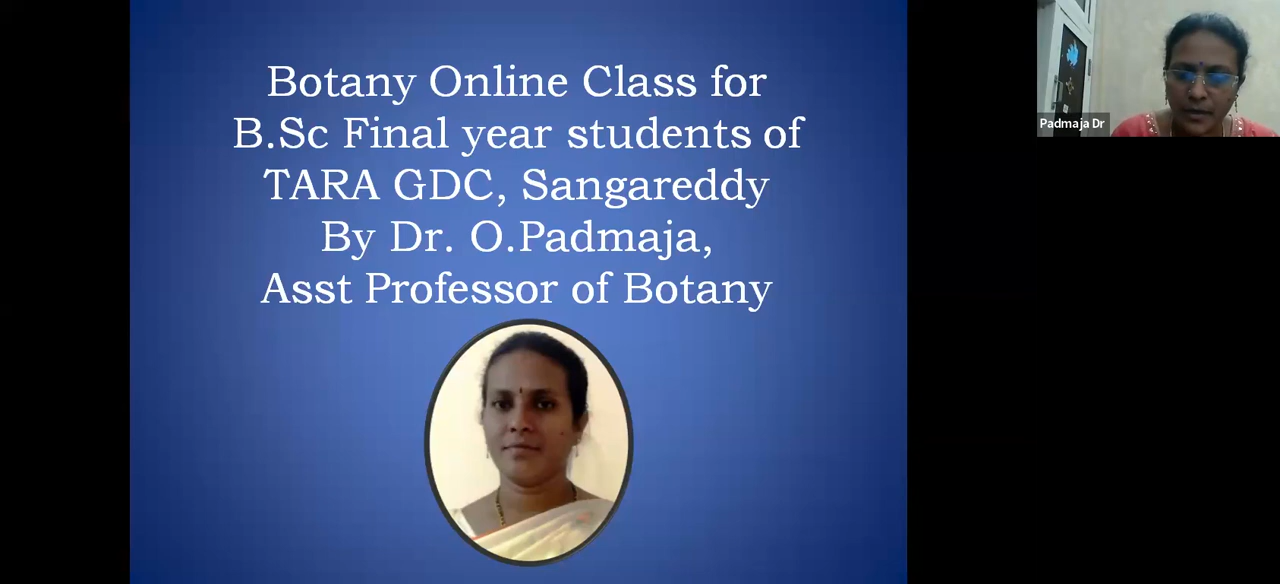 Botany Online Class for
B.Sc Final year students of
TARA GDC, Sangareddy
By Dr. O.Padmaja,
Asst Professor of Botany
Padmaja Dr